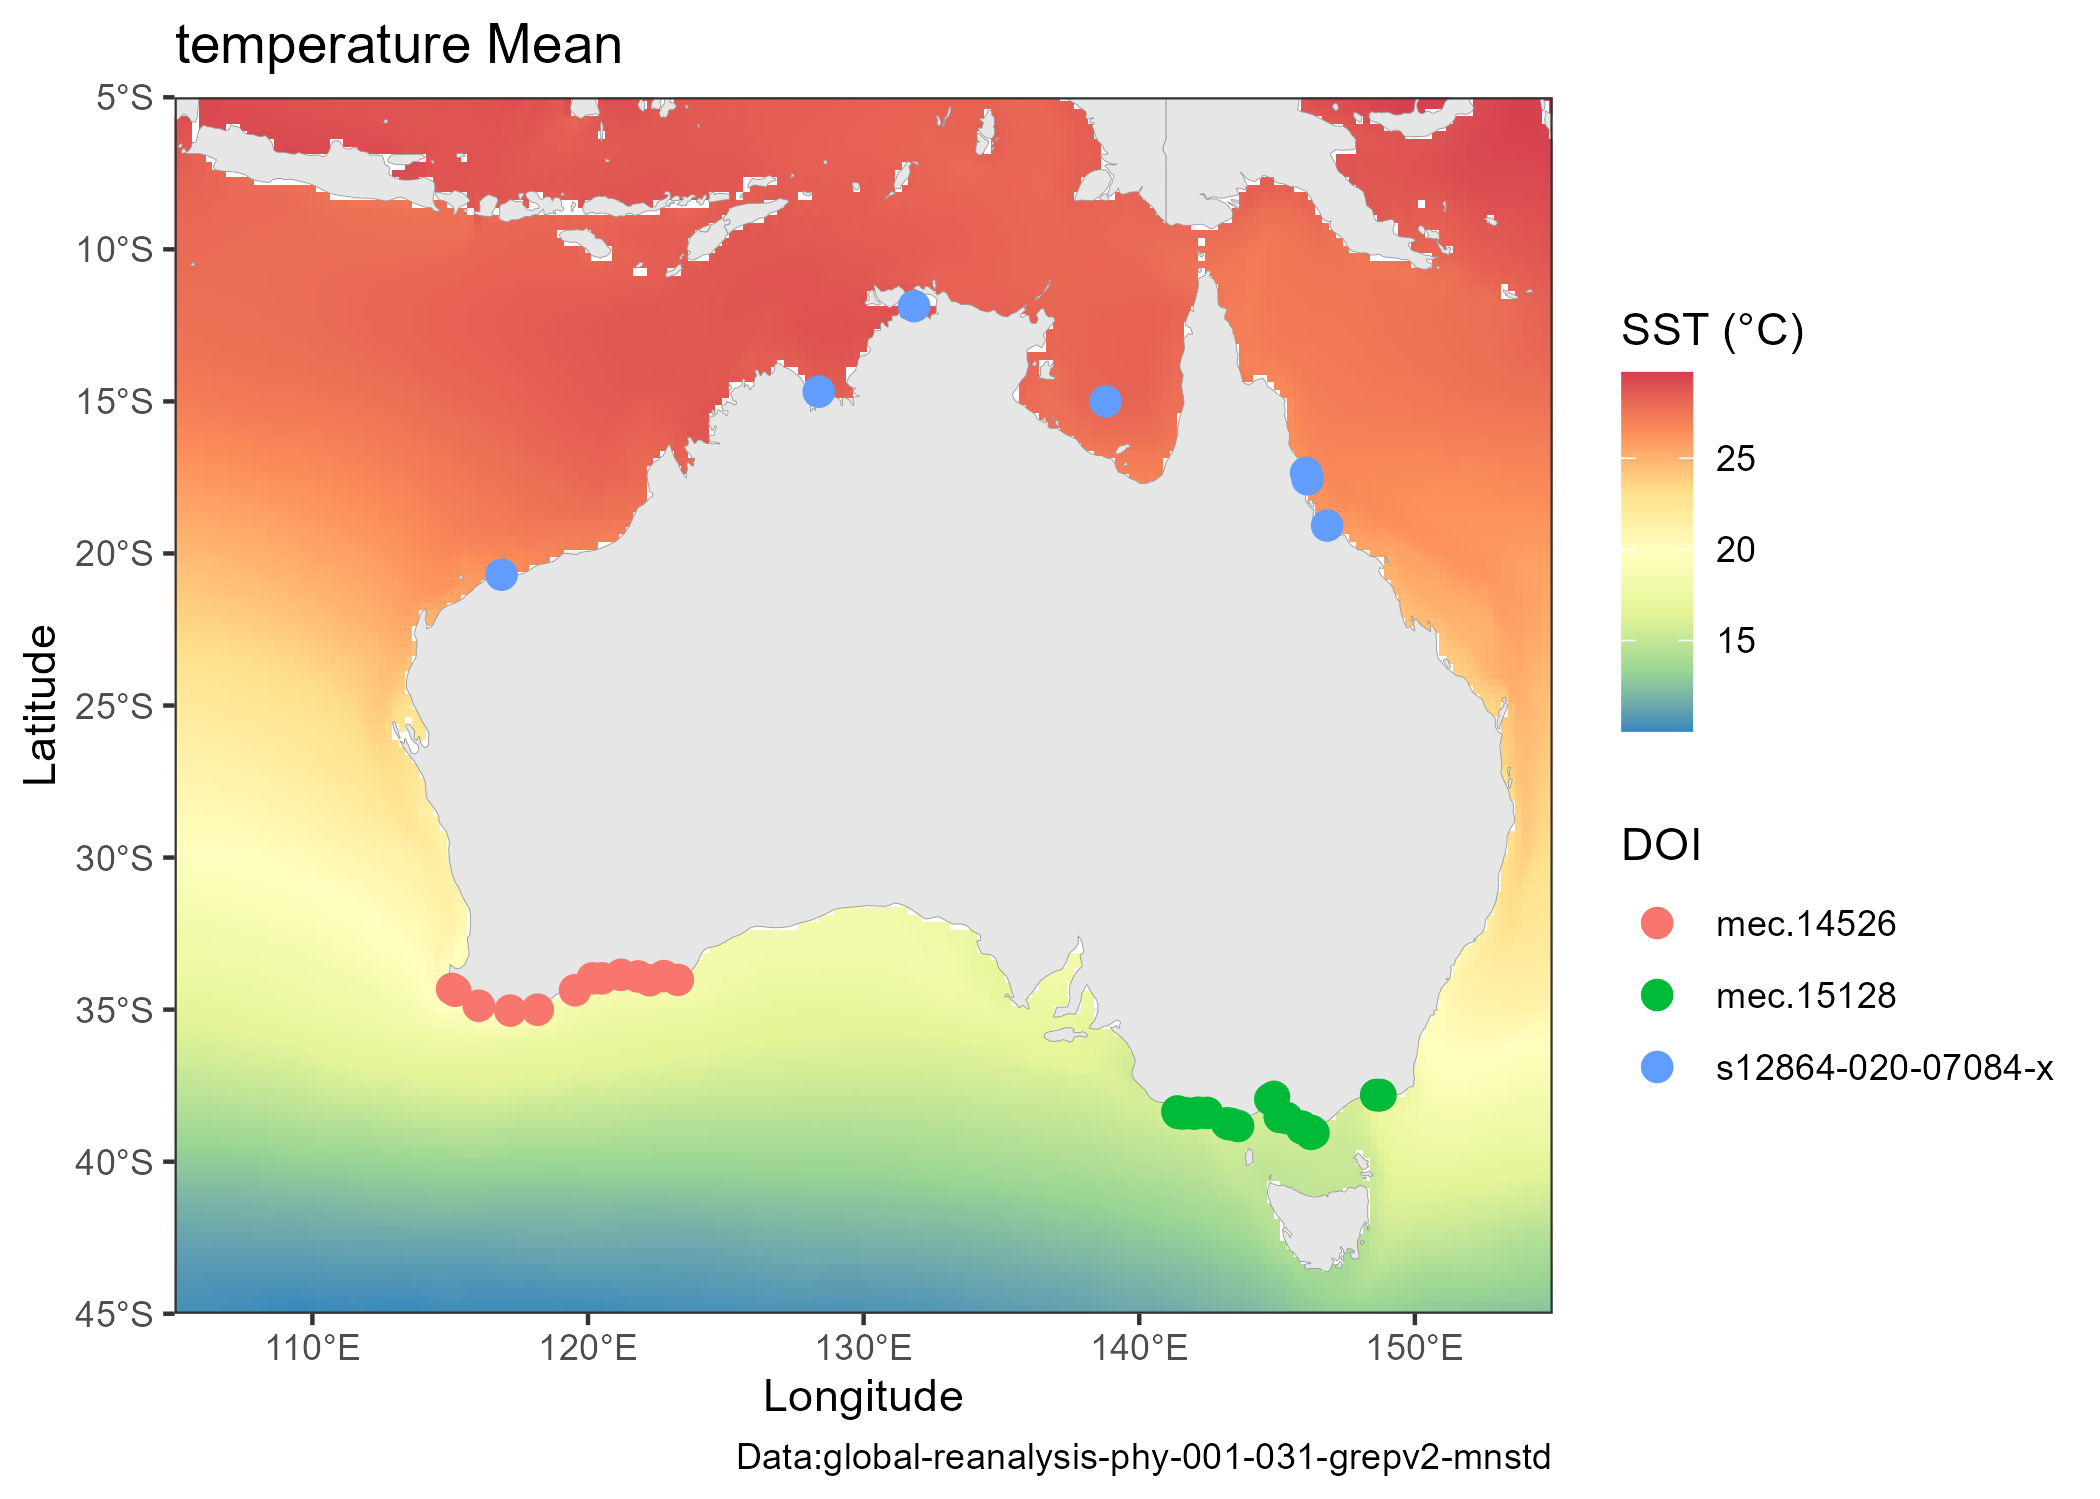 temperature Mean
5°S
10°S
15°S
20°S
25°S
30°S
35°S
40°S
45°S
Latitude
110°E
120°E
130°E
140°E
150°E
Longitude
Data:global-reanalysis-phy-001-031-grepv2-mnstd
SST (°C)
25
20
15
DOI
mec.14526
mec.15128
s12864-020-07084-x